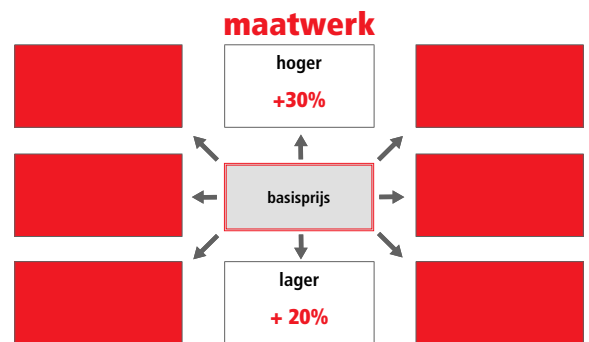 maatwerk
hoger
+30%
basisprijs
lager
+ 20%